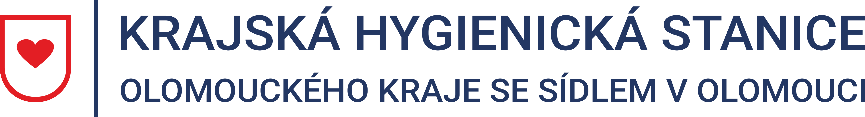 KRAJSKÁ HYGIENICKÁ STANICE
OLOMOUCKÉHO KRAJE SE SÍDLEM V OLOMOUCI